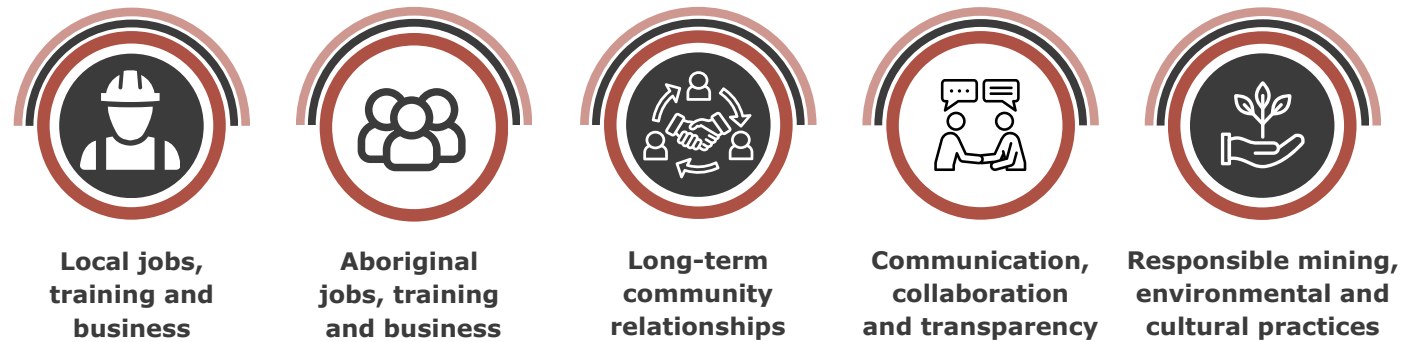 Local jobs,
training and
business
Aboriginal
jobs, training
and business
Long-term
community
relationships
Communication,
collaboration
and transparency
Responsible mining,
environmental and
cultural practices